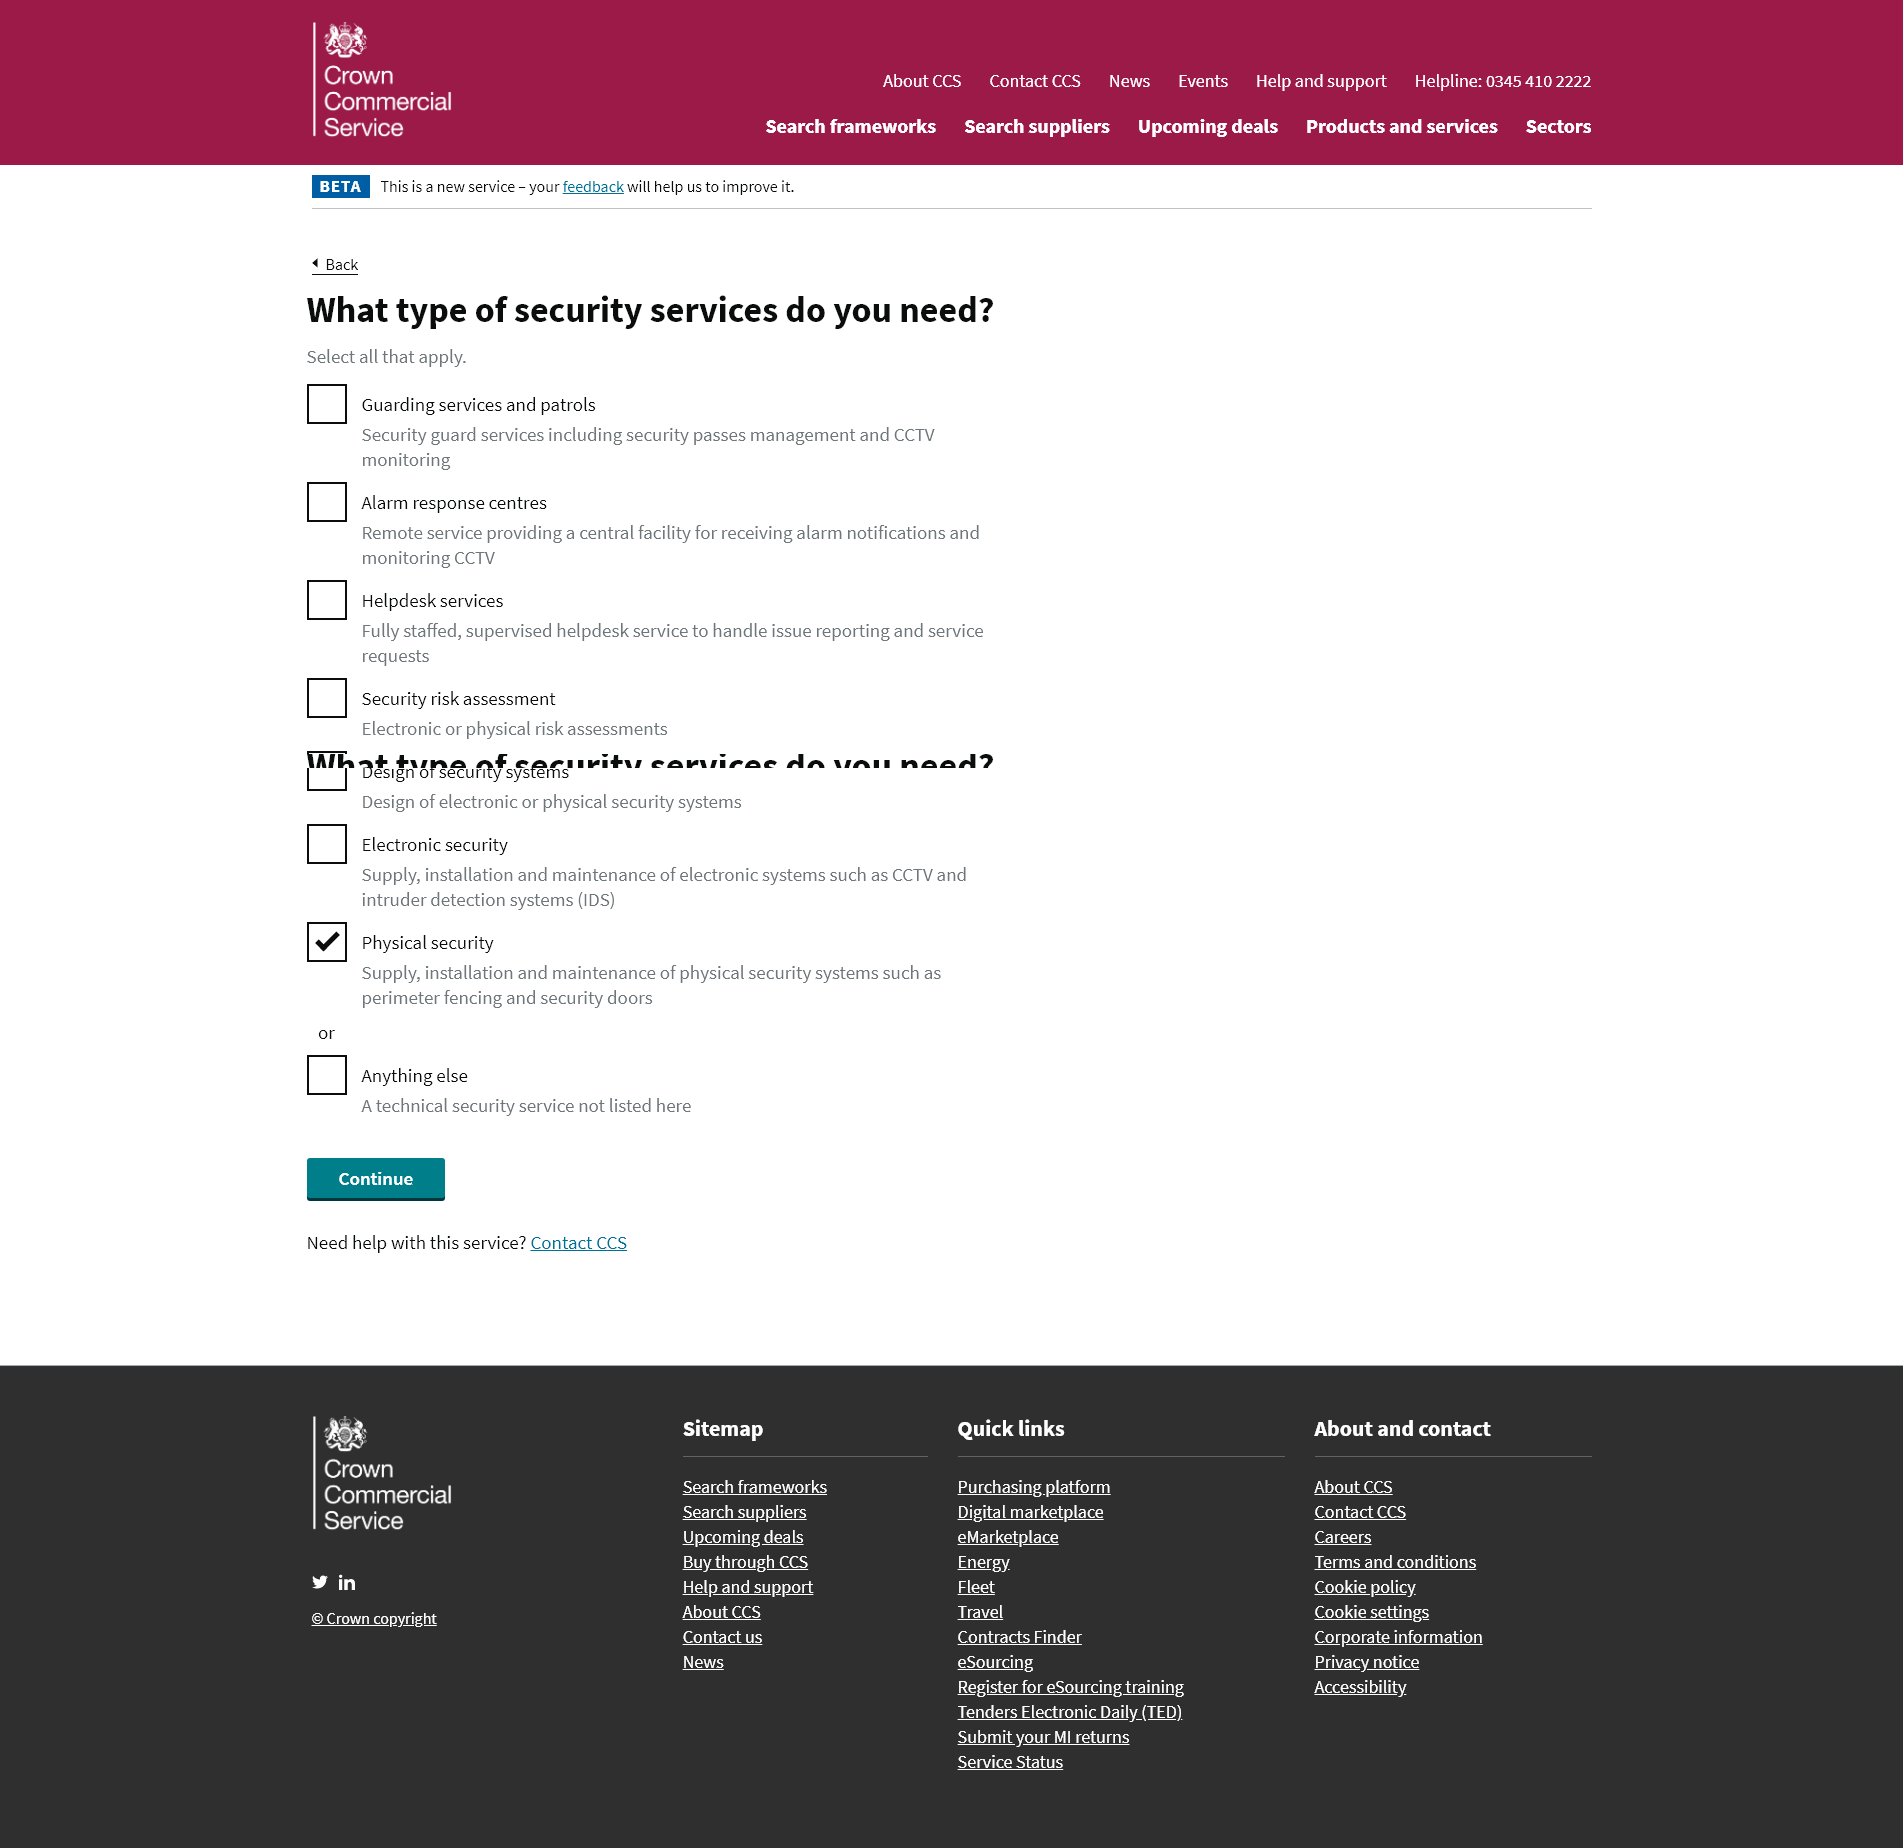 Crown
Commercial
Service
About CCS Contact CCS News Events Help and support Helpline: 0345 410 2222
Search frameworks Search suppliers Upcoming deals Products and services Sectors
BETA This is a new service – your feedback will help us to improve it.
Back
What type of security services do you need?
Select all that apply.
Guarding services and patrols
Security guard services including security passes management and CCTV
monitoring
Alarm response centres
Remote service providing a central facility for receiving alarm notifications and
monitoring CCTV
Helpdesk services
Fully staffed, supervised helpdesk service to handle issue reporting and service
requests
Security risk assessment
Electronic or physical risk assessments
What type of security services do you need?
Design of security systems
Design of electronic or physical security systems
Electronic security
Supply, installation and maintenance of electronic systems such as CCTV and
intruder detection systems (IDS)
Physical security
Supply, installation and maintenance of physical security systems such as
perimeter fencing and security doors
or
Anything else
A technical security service not listed here
Continue
Need help with this service? Contact CCS
Crown
Commercial
Service
© Crown copyright
Sitemap
Search frameworks
Search suppliers
Upcoming deals
Buy through CCS
Help and support
About CCS
Contact us
News
Quick links
Purchasing platform
Digital marketplace
eMarketplace
Energy
Fleet
Travel
Contracts Finder
eSourcing
Register for eSourcing training
Tenders Electronic Daily (TED)
Submit your MI returns
Service Status
About and contact
About CCS
Contact CCS
Careers
Terms and conditions
Cookie policy
Cookie settings
Corporate information
Privacy notice
Accessibility